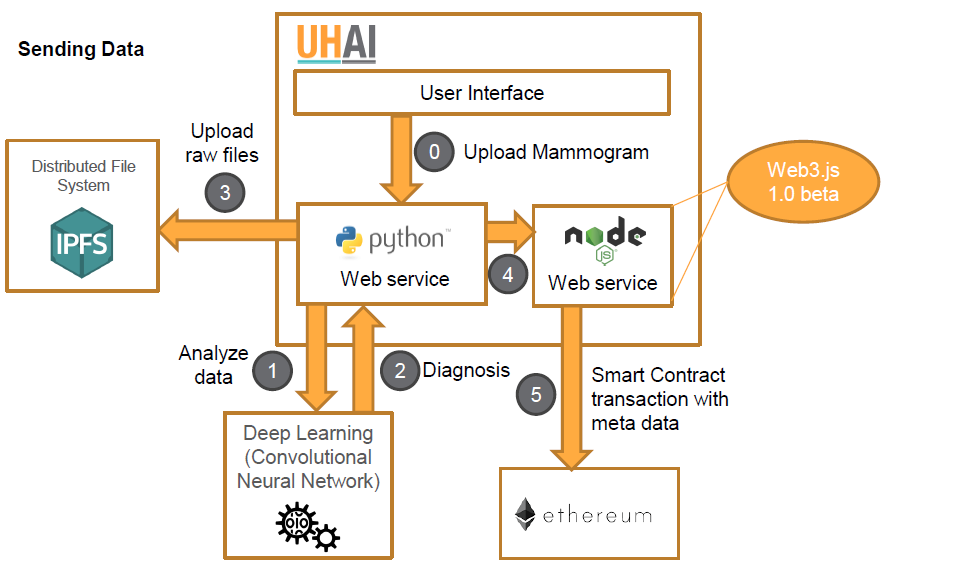 Sending Data
UHAI
User Interface
0
Upload Mammogram
Upload
raw files
3
Distributed File
System
IPFS
python™
Web service
4
node
JS
Web service
Web3.js
1.0 beta
Analyze
data
1
2
Diagnosis
5
Smart Contract
transaction with
meta data
Deep Learning
(Convolutional
Neural Network)
ethereum